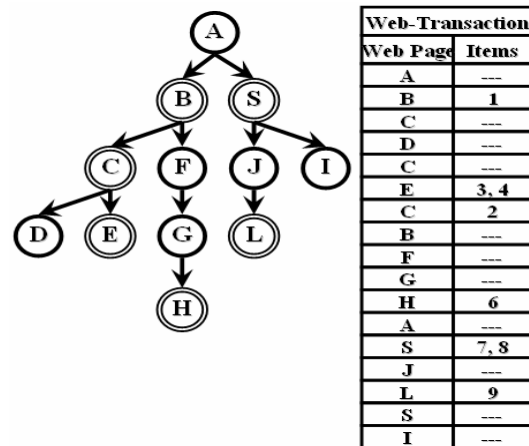 A
B S
C F J I
D E G L
H
Web-Transaction
Web Page Items
A ---
B 1
C ---
D ---
C ---
E 3, 4
C 2
B ---
F ---
G ---
H 6
A ---
S 7, 8
J ---
L 9
S ---
I ---